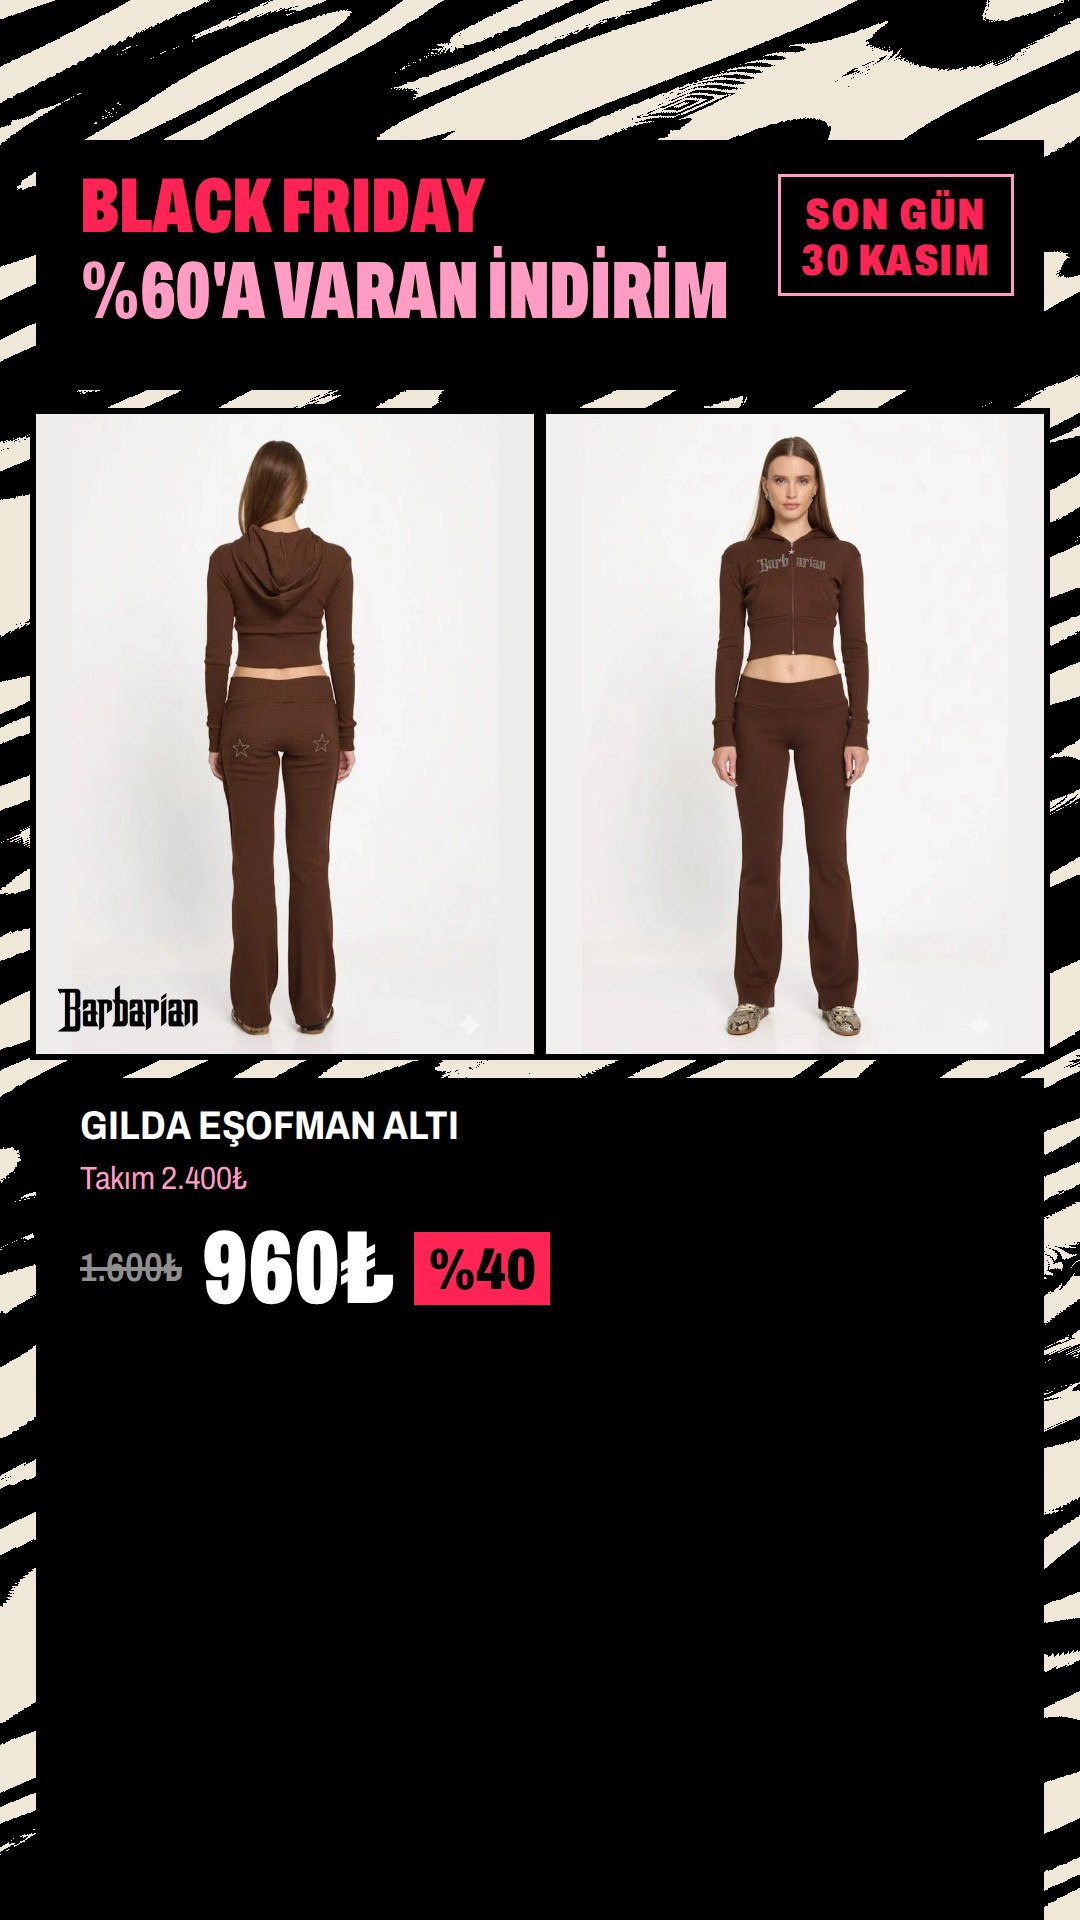 BLACK FRIDAY
%60'A VARAN İNDİRİM
SON GÜN
30 KASIM
Barbarian
Barbarian
GILDA EŞOFMAN ALTI
Takım 2.400₺
1.600₺ 960₺ %40